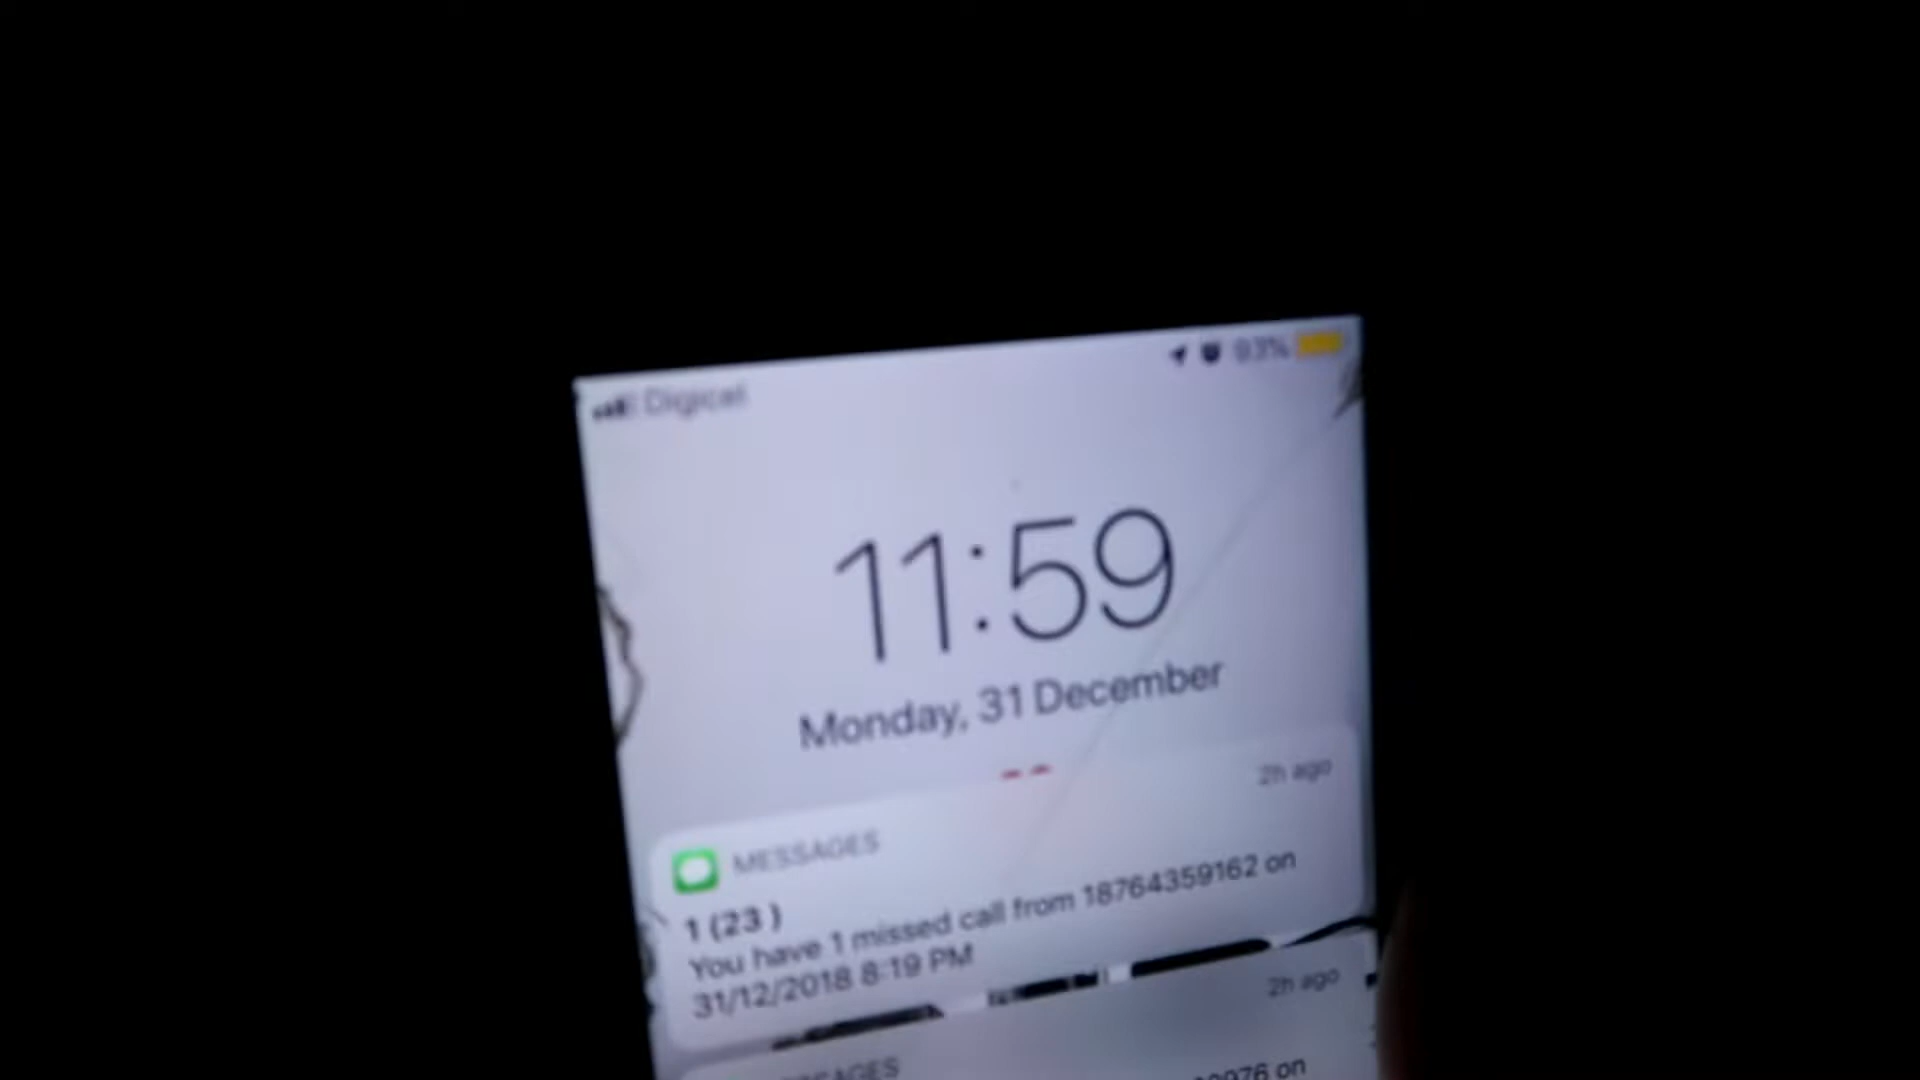 Digicel 93%
11:59
Monday, 31 December
2h ago
MESSAGES
1 (23 )
You have 1 missed call from 18764359162 on
31/12/2018 8:19 PM
2h ago
on